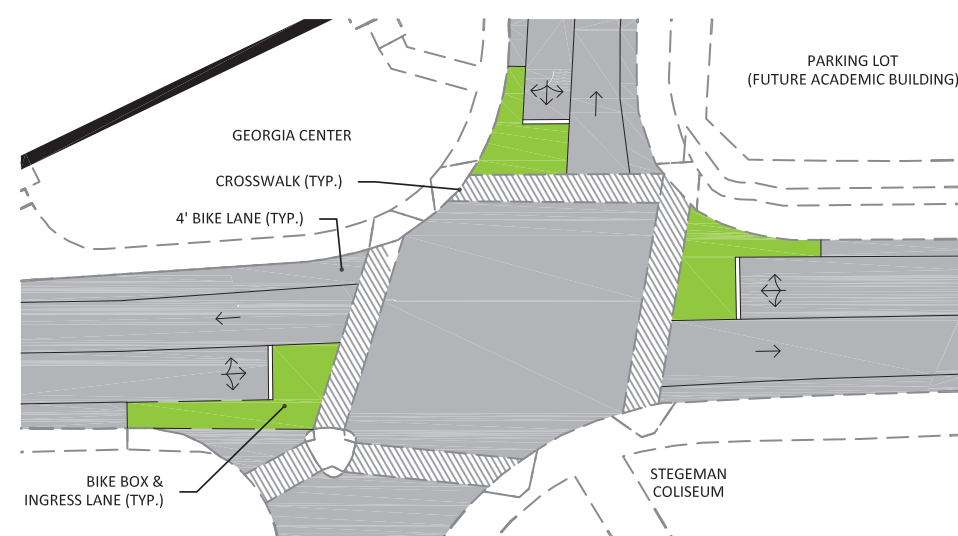 PARKING LOT
(FUTURE ACADEMIC BUILDING)
GEORGIA CENTER
CROSSWALK (TYP.)
4' BIKE LANE (TYP.)
BIKE BOX &
INGRESS LANE (TYP.)
STEGEMAN
COLISEUM